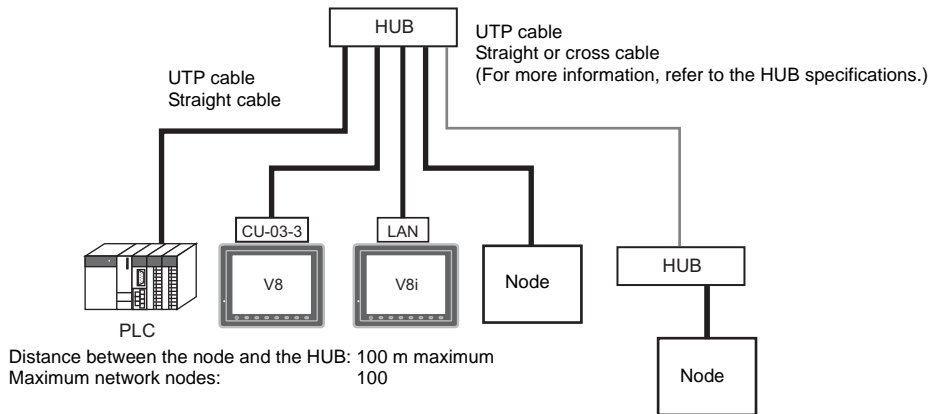 HUB
UTP cable
Straight or cross cable
(For more information, refer to the HUB specifications.)
UTP cable
Straight cable
CU-03-3
LAN
V8
V8i
Node
HUB
PLC
Distance between the node and the HUB: 100 m maximum
Maximum network nodes: 100
Node